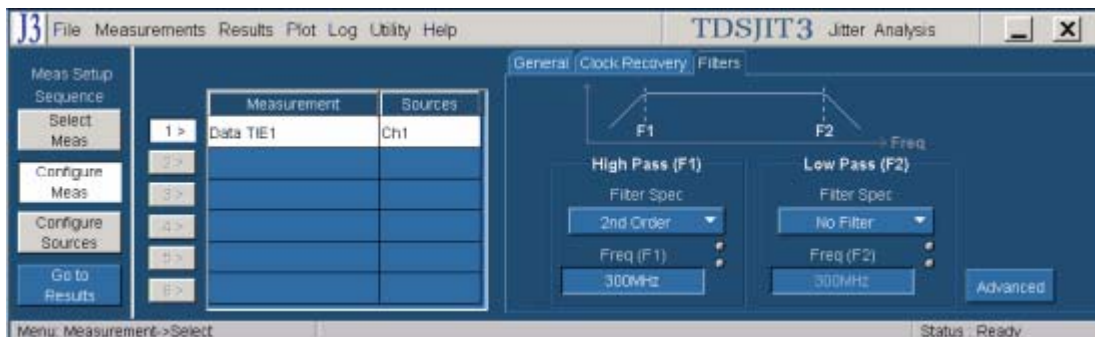 J3 File Measurements Results Plot Log Utility Help TDSJIT3 Jitter Analysis
General Clock Recovery Filters
Meas Setup
Sequence
Select
Meas
Configure
Meas
Configure
Sources
Go to
Results
Measurement Sources
1 > Data TIE1 Ch1
2 >
3 >
4 >
5 >
6 >
F1 F2
Freq
High Pass (F1) Low Pass (F2)
Filter Spec Filter Spec
2nd Order No Filter
Freq (F1) Freq (F2)
300MHz 300MHz
Advanced
Menu: Measurement->Select Status : Ready